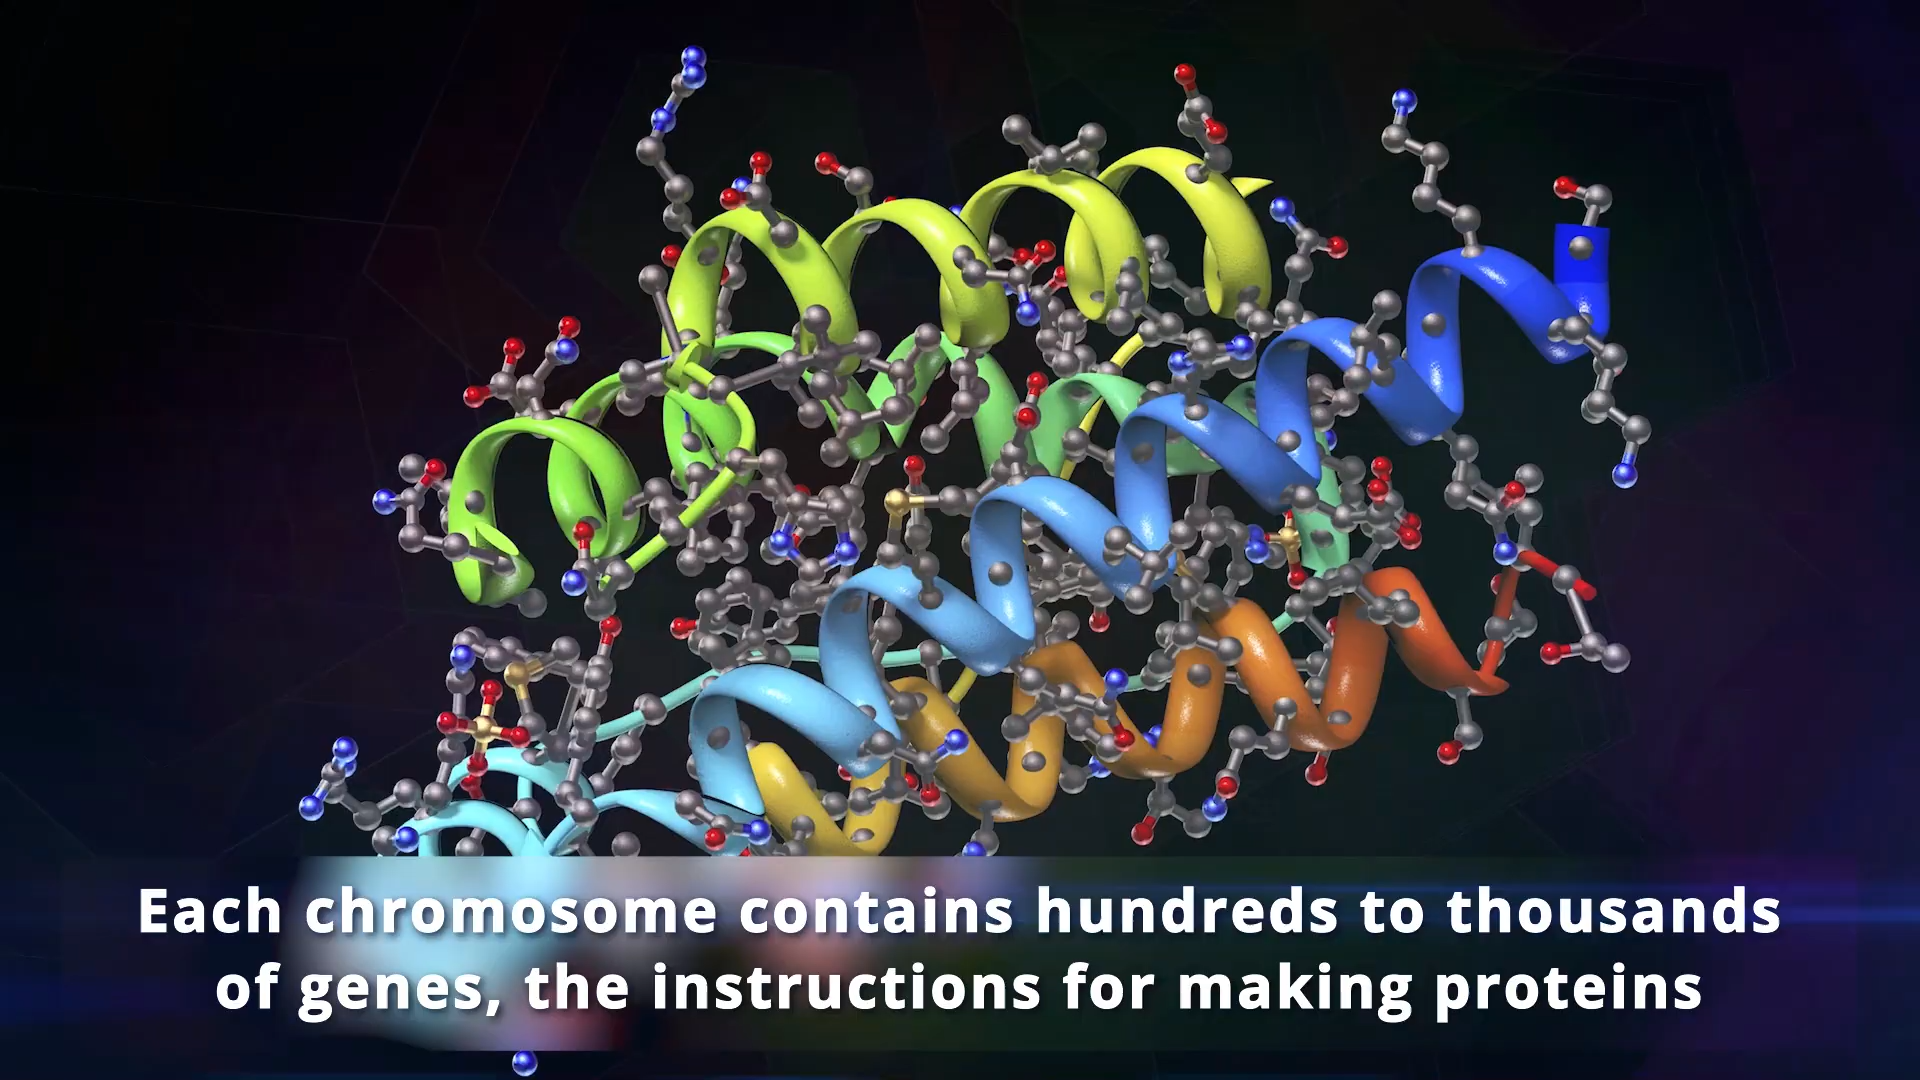 Each chromosome contains hundreds to thousands
of genes, the instructions for making proteins